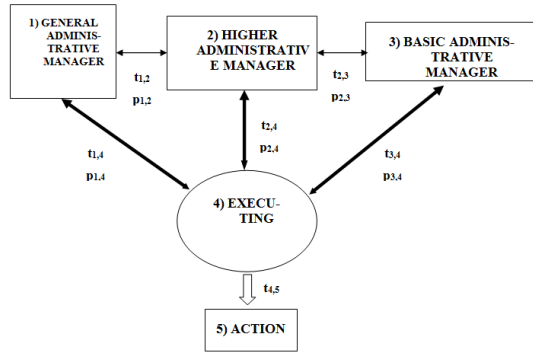 1) GENERAL
ADMINIS-
TRATIVE
MANAGER
2) HIGHER
ADMINISTRATIV
E MANAGER
3) BASIC ADMINIS-
TRATIVE
MANAGER
t1,2
p1,2
t2,3
p2,3
t1,4
p1,4
t2,4
p2,4
t3,4
p3,4
4) EXECU-
TING
t4,5
5) ACTION